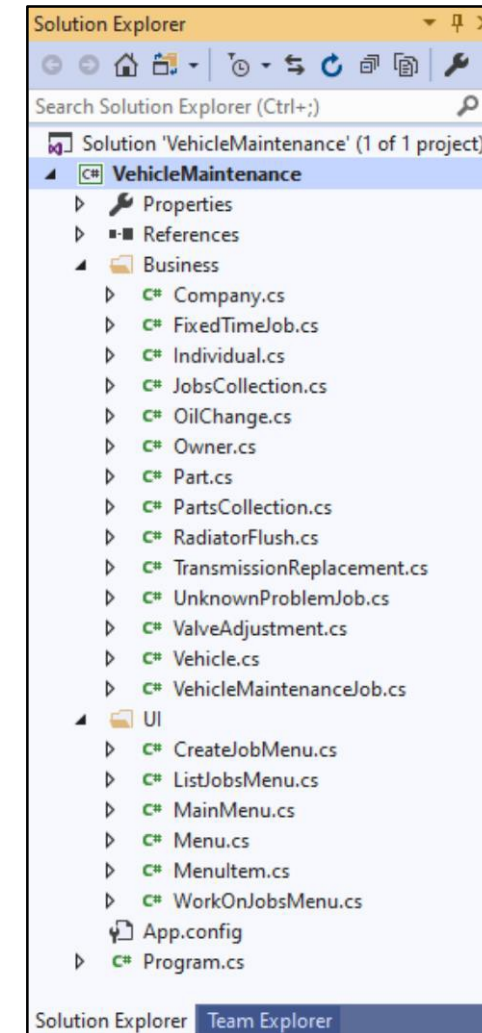 Solution Explorer
Search Solution Explorer (Ctrl+;)
Solution 'VehicleMaintenance' (1 of 1 project)
C# VehicleMaintenance
Properties
References
Business
C# Company.cs
C# FixedTimeJob.cs
C# Individual.cs
C# JobsCollection.cs
C# OilChange.cs
C# Owner.cs
C# Part.cs
C# PartsCollection.cs
C# RadiatorFlush.cs
C# TransmissionReplacement.cs
C# UnknownProblemJob.cs
C# ValveAdjustment.cs
C# Vehicle.cs
C# VehicleMaintenanceJob.cs
UI
C# CreateJobMenu.cs
C# ListJobsMenu.cs
C# MainMenu.cs
C# Menu.cs
C# MenuItem.cs
C# WorkOnJobsMenu.cs
App.config
C# Program.cs
Solution Explorer Team Explorer